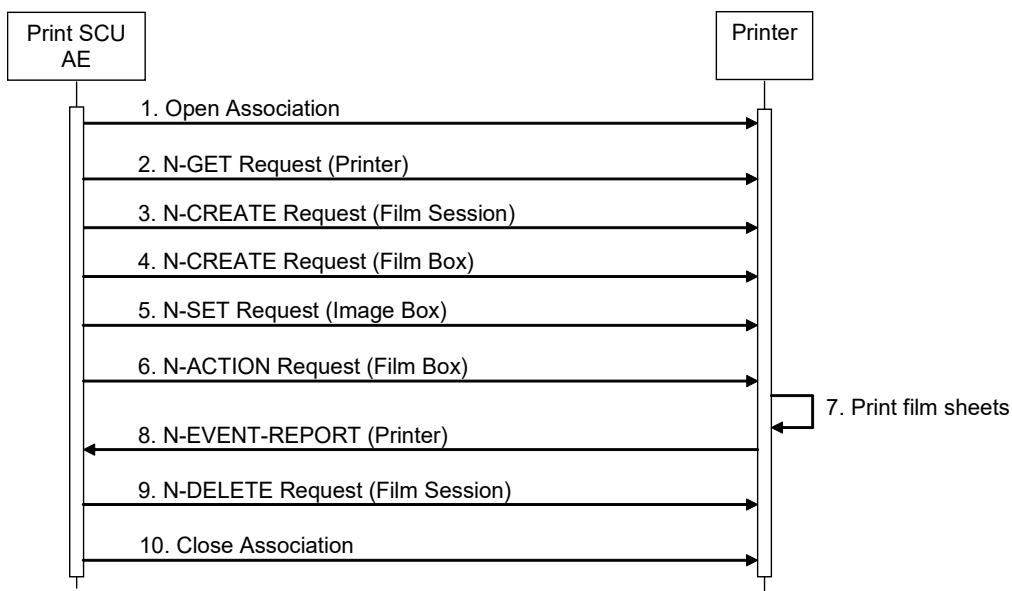 Print SCU
AE
Printer
1. Open Association
2. N-GET Request (Printer)
3. N-CREATE Request (Film Session)
4. N-CREATE Request (Film Box)
5. N-SET Request (Image Box)
6. N-ACTION Request (Film Box)
7. Print film sheets
8. N-EVENT-REPORT (Printer)
9. N-DELETE Request (Film Session)
10. Close Association